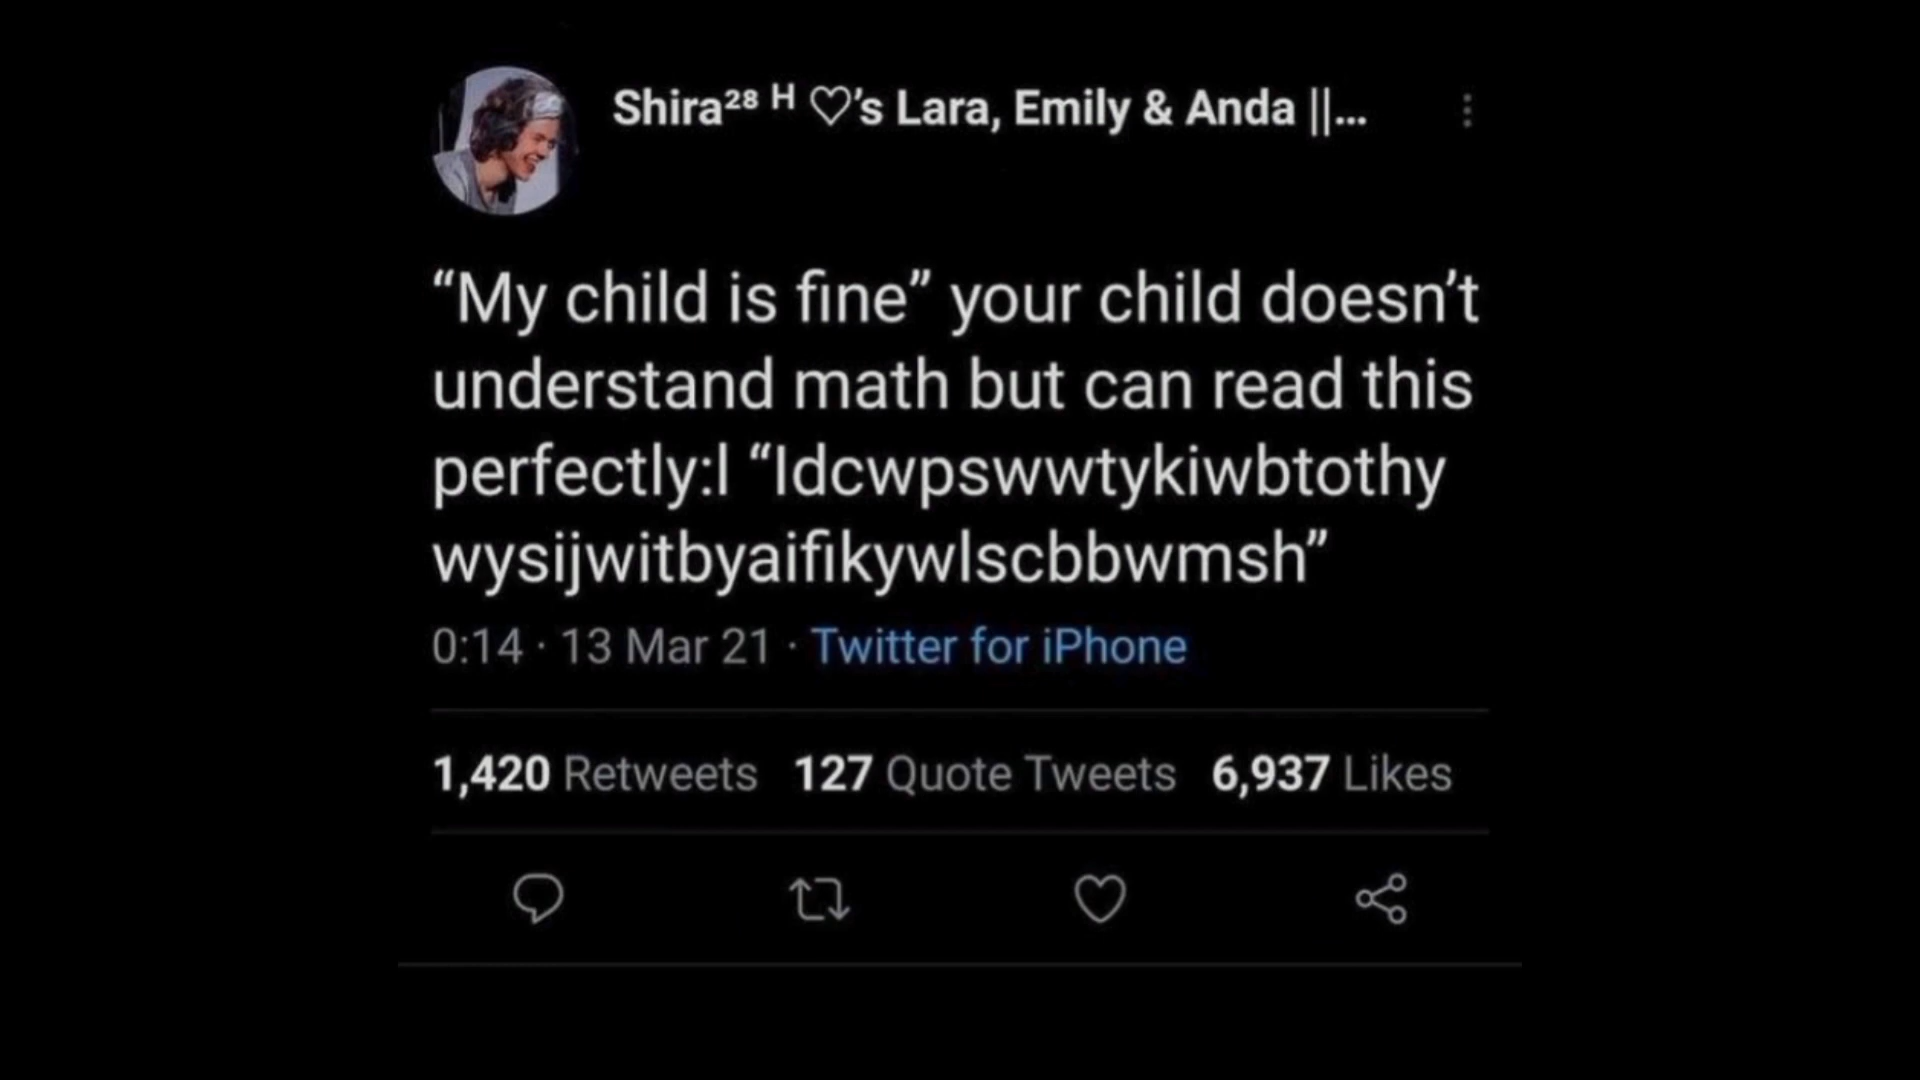 Shira²⁸ ᴴ ♡’s Lara, Emily & Anda ||...
“My child is fine” your child doesn’t
understand math but can read this
perfectly:l “Idcwpswwtykiwbtothy
wysijwitbyaifikywlscbbwmsh”
0:14 · 13 Mar 21 · Twitter for iPhone
1,420 Retweets 127 Quote Tweets 6,937 Likes